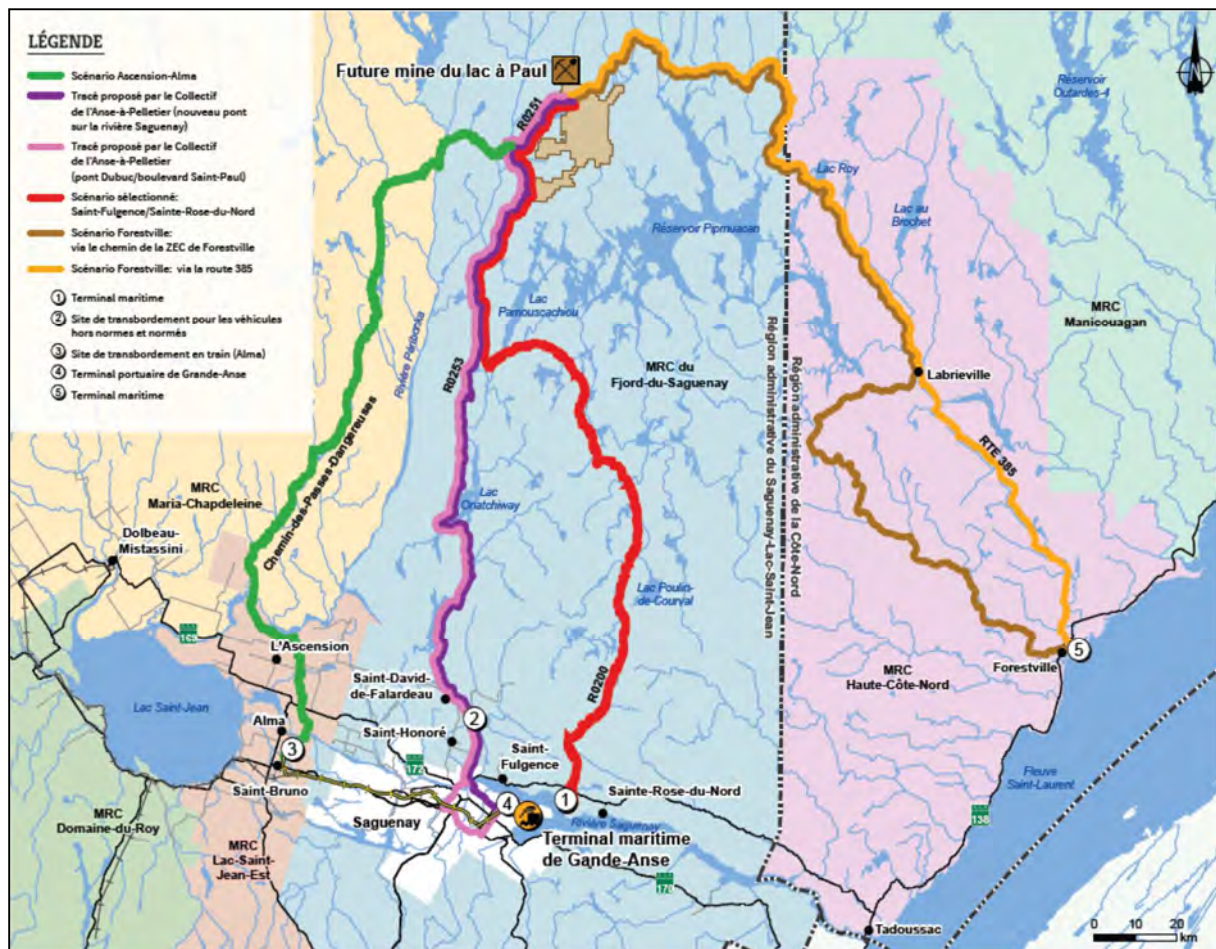 LÉGENDE
Scénario Ascension-Alma
Tracé proposé par le Collectif
de l'Anse-à-Pelletier (nouveau pont
sur la rivière Saguenay)
Tracé proposé par le Collectif
de l'Anse-à-Pelletier
(pont Dubuc/boulevard Saint-Paul)
Scénario sélectionné:
Saint-Fulgence/Sainte-Rose-du-Nord
Scénario Forestville:
via le chemin de la ZEC de Forestville
Scénario Forestville: via la route 385
1 Terminal maritime
2 Site de transbordement pour les véhicules
hors normes et normés
3 Site de transbordement en train (Alma)
4 Terminal portuaire de Grande-Anse
5 Terminal maritime
Future mine du lac à Paul
R0251
Réservoir
Outardes-4
Lac Roy
Lac au
Brochet
Réservoir Pipmuacan
Lac
Pamouscachiou
Rivière Péribonka
R0253
MRC du
Fjord-du-Saguenay
Région administrative du Saguenay-Lac-Saint-Jean
Région administrative de la Côte-Nord
MRC
Manicouagan
Labrieville
RTE 385
Chemin-des-Passes-Dangereuses
MRC
Maria-Chapdeleine
Lac
Onatchiway
Dolbeau-
Mistassini
Lac Poulin-
de-Courval
169
L'Ascension
R0200
Forestville
5
MRC
Haute-Côte-Nord
Saint-David-
de-Falardeau
Lac Saint-Jean
Alma
2
Saint-Honoré
3
172
Saint-
Fulgence
Saint-Bruno
4
1
Sainte-Rose-du-Nord
Fleuve
Saint-Laurent
138
MRC
Domaine-du-Roy
Saguenay
Rivière Saguenay
Terminal maritime
de Gande-Anse
MRC
Lac-Saint-
Jean-Est
170
Tadoussac
0 10 20
km